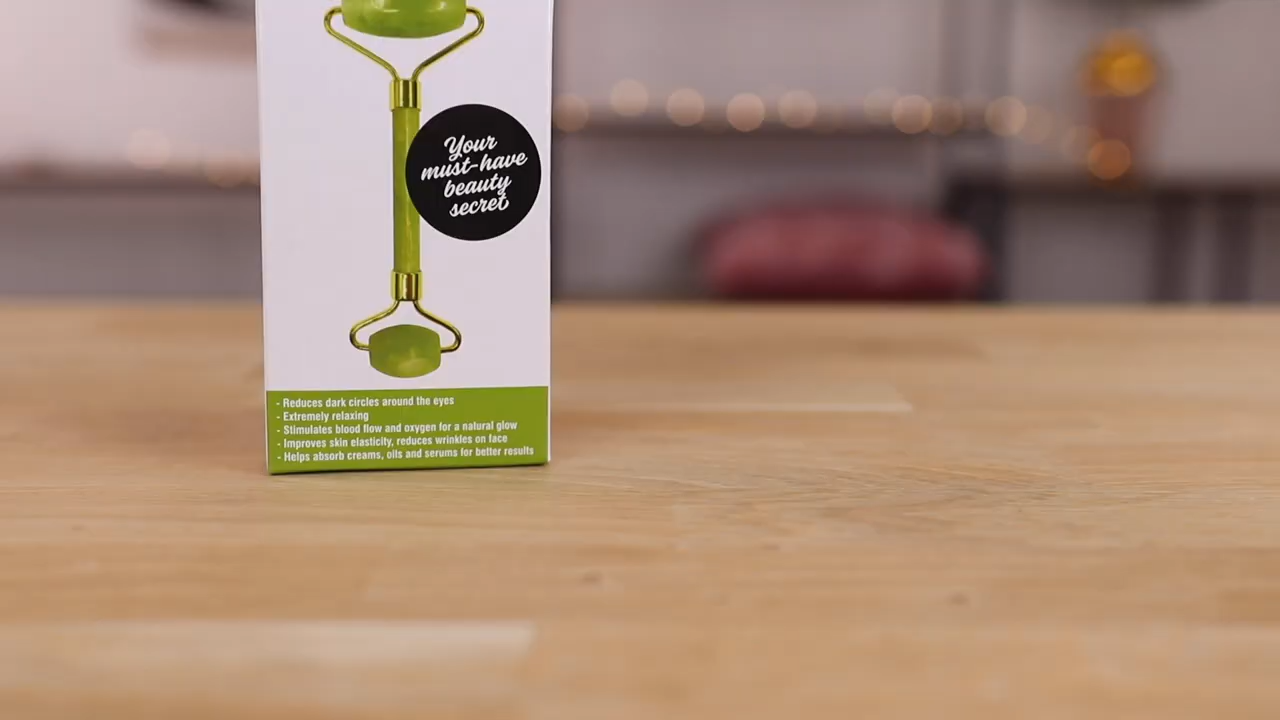 Your
must-have
beauty
secret
- Reduces dark circles around the eyes
- Extremely relaxing
- Stimulates blood flow and oxygen for a natural glow
- Improves skin elasticity, reduces wrinkles on face
- Helps absorb creams, oils and serums for better results